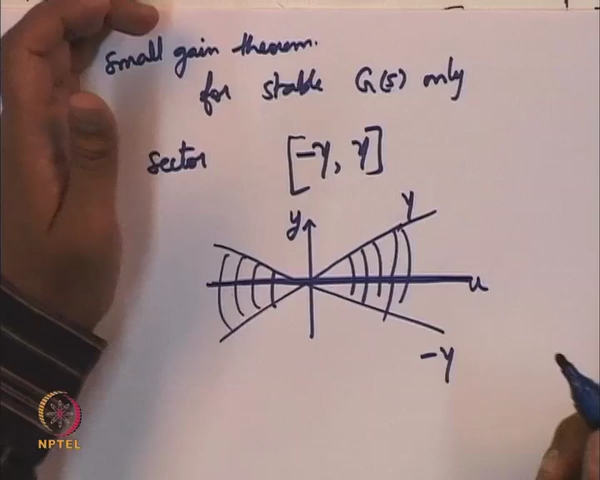 Small gain theorem.
for stable G(s) only
sector [-γ, γ]
y
γ
u
-γ
NPTEL